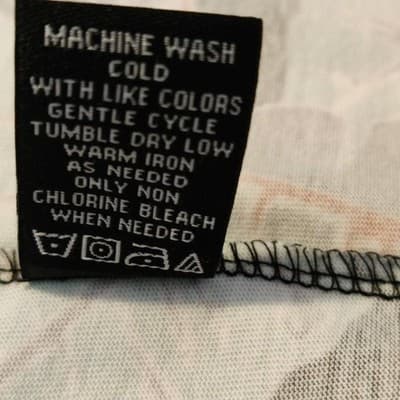 MACHINE WASH
COLD
WITH LIKE COLORS
GENTLE CYCLE
TUMBLE DRY LOW
WARM IRON
AS NEEDED
ONLY NON
CHLORINE BLEACH
WHEN NEEDED